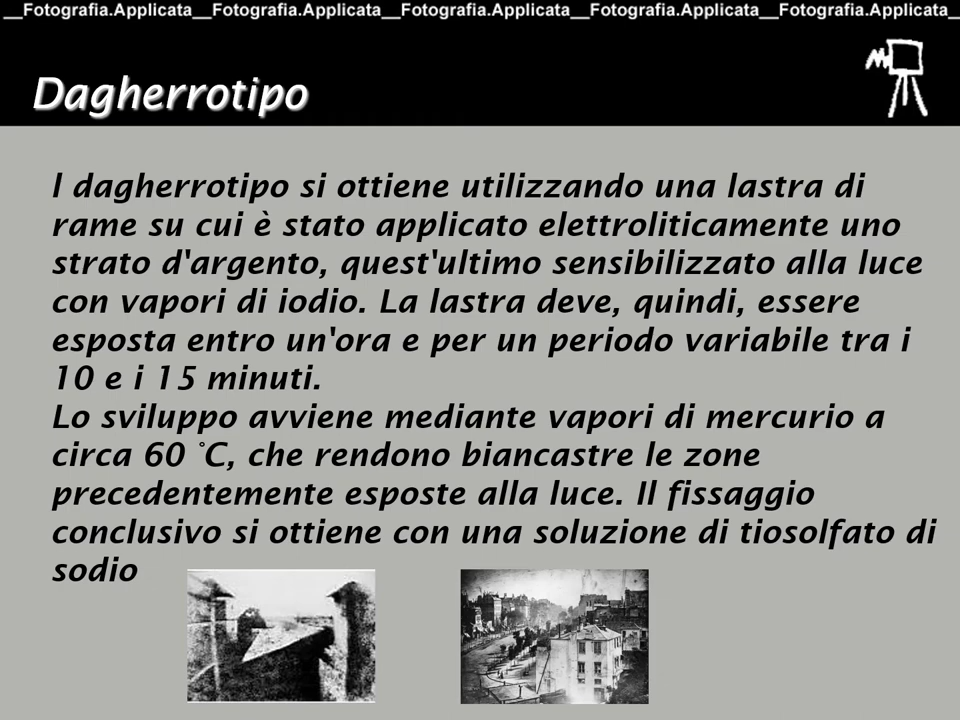 __Fotografia.Applicata__Fotografia.Applicata__Fotografia.Applicata__Fotografia.Applicata__Fotografia.Applicata_
Dagherrotipo
l dagherrotipo si ottiene utilizzando una lastra di
rame su cui è stato applicato elettroliticamente uno
strato d'argento, quest'ultimo sensibilizzato alla luce
con vapori di iodio. La lastra deve, quindi, essere
esposta entro un'ora e per un periodo variabile tra i
10 e i 15 minuti.
Lo sviluppo avviene mediante vapori di mercurio a
circa 60 °C, che rendono biancastre le zone
precedentemente esposte alla luce. Il fissaggio
conclusivo si ottiene con una soluzione di tiosolfato di
sodio